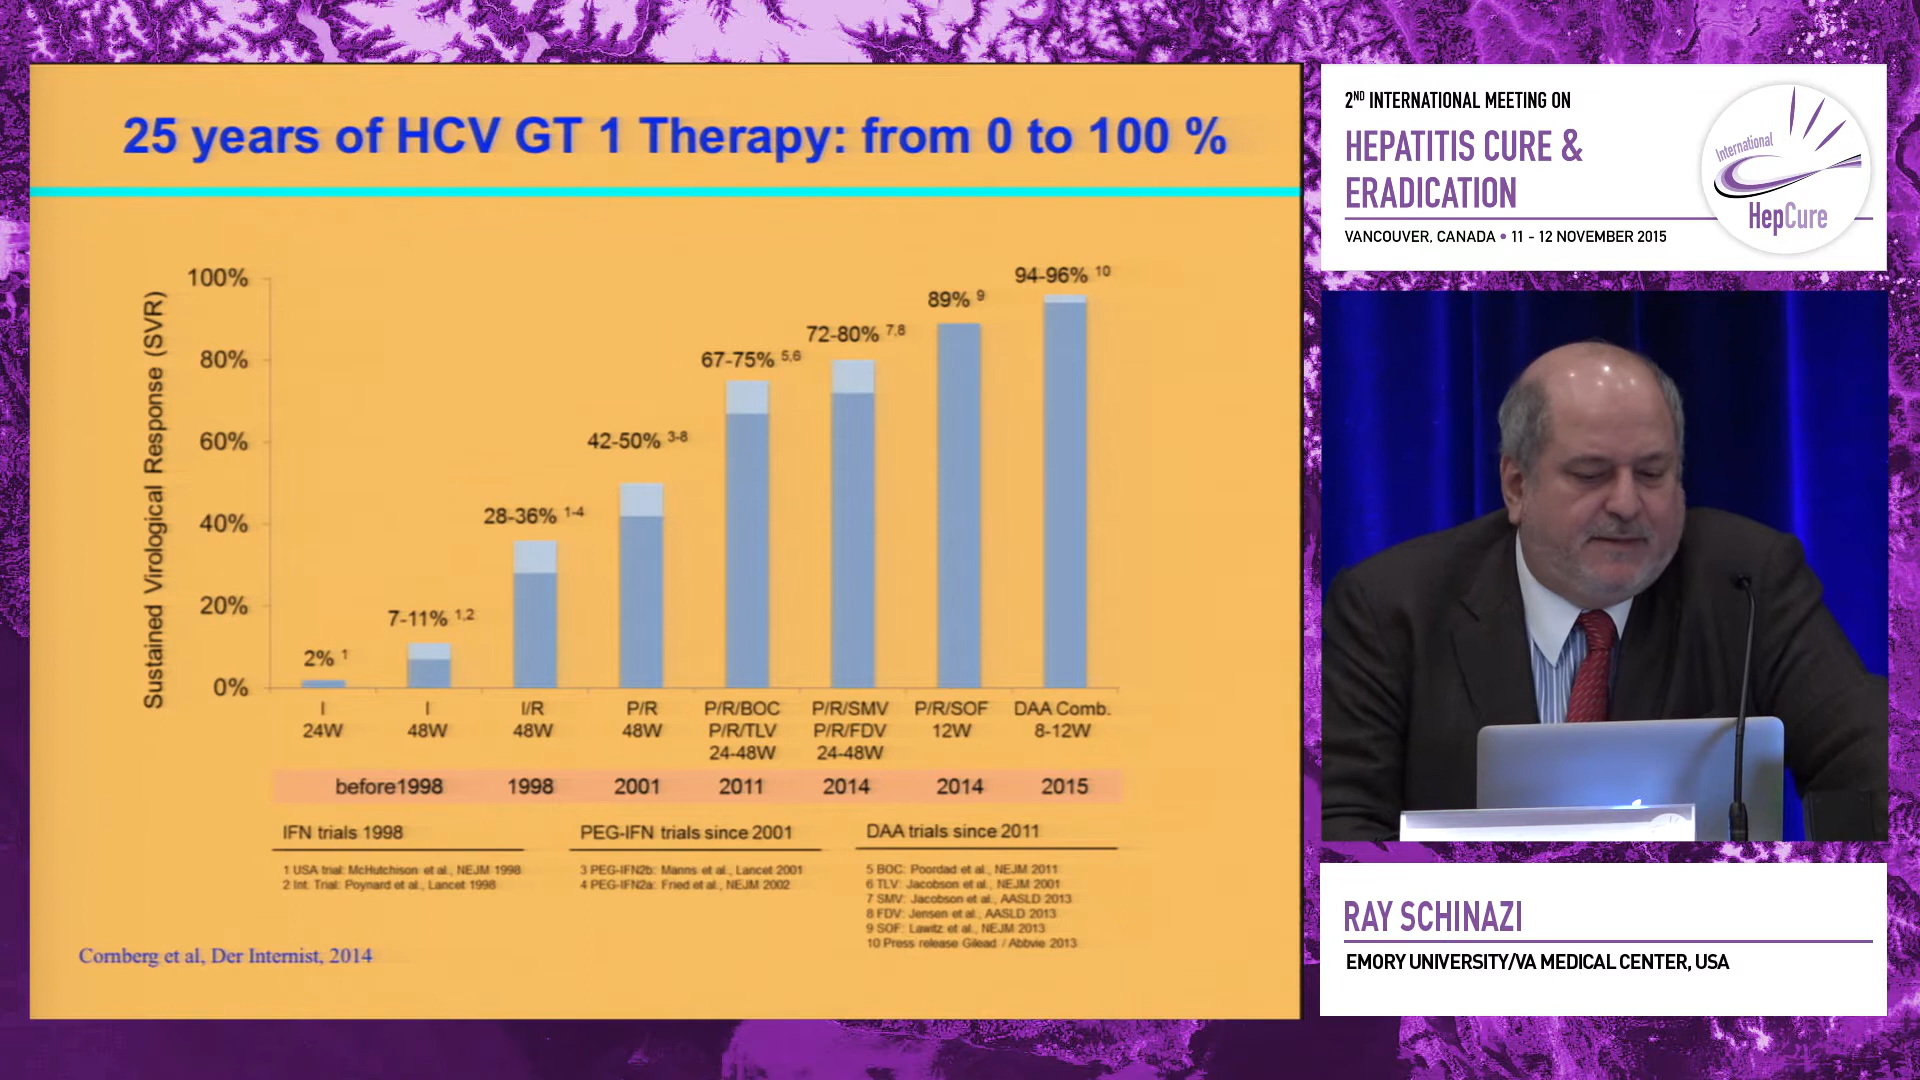 25 years of HCV GT 1 Therapy: from 0 to 100 %
Sustained Virological Response (SVR)
100%
80%
60%
40%
20%
0%
2% 1
7-11% 1,2
28-36% 1-4
42-50% 3-8
67-75% 5,6
72-80% 7,8
89% 9
94-96% 10
I
24W
I
48W
I/R
48W
P/R
48W
P/R/BOC
P/R/TLV
24-48W
P/R/SMV
P/R/FDV
24-48W
P/R/SOF
12W
DAA Comb.
8-12W
before1998 1998 2001 2011 2014 2014 2015
IFN trials 1998
1 USA trial: McHutchison et al., NEJM 1998
2 Int. Trial: Poynard et al., Lancet 1998
PEG-IFN trials since 2001
3 PEG-IFN2b: Manns et al., Lancet 2001
4 PEG-IFN2a: Fried et al., NEJM 2002
DAA trials since 2011
5 BOC: Poordad et al., NEJM 2011
6 TLV: Jacobson et al., NEJM 2001
7 SMV: Jacobson et al., AASLD 2013
8 FDV: Jensen et al., AASLD 2013
9 SOF: Lawitz et al., NEJM 2013
10 Press release Gilead / Abbvie 2013
Cornberg et al, Der Internist, 2014
2ND INTERNATIONAL MEETING ON
HEPATITIS CURE &
ERADICATION
VANCOUVER, CANADA • 11 - 12 NOVEMBER 2015
International
HepCure
RAY SCHINAZI
EMORY UNIVERSITY/VA MEDICAL CENTER, USA